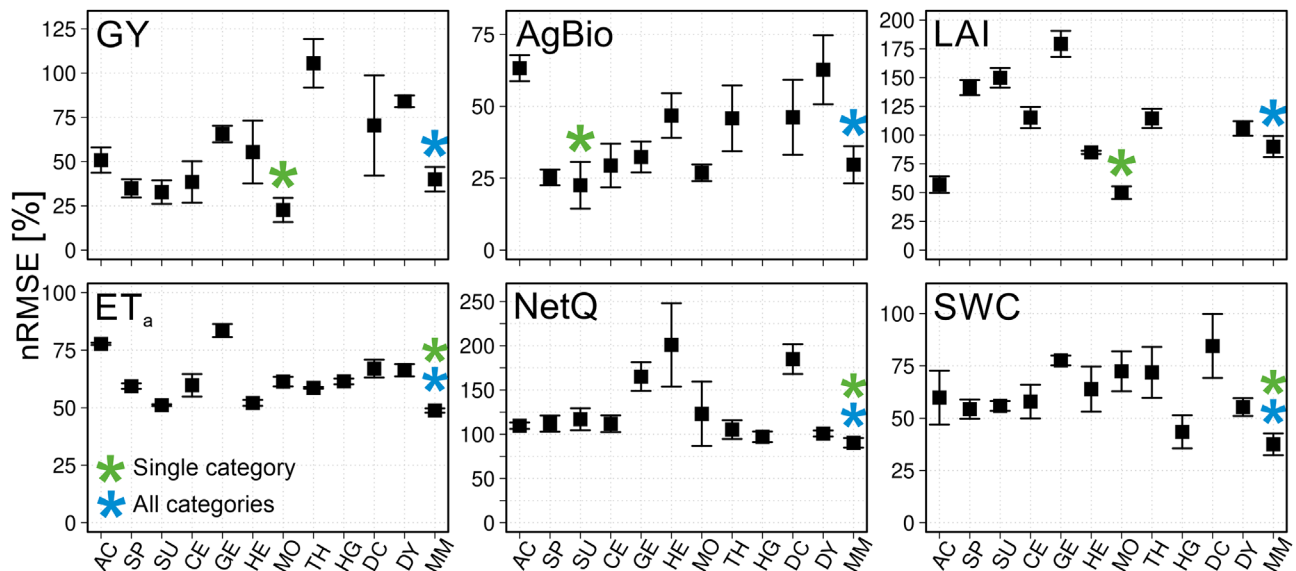 nRMSE [%]
GY
125
100
75
50
25
0
AgBio
75
50
25
0
LAI
200
175
150
125
100
75
50
25
0
ETa
100
75
50
25
0
Single category
All categories
AC SP SU CE GE HE MO TH HG DC DY MM
NetQ
250
200
150
100
50
0
AC SP SU CE GE HE MO TH HG DC DY MM
SWC
100
75
50
25
0
AC SP SU CE GE HE MO TH HG DC DY MM